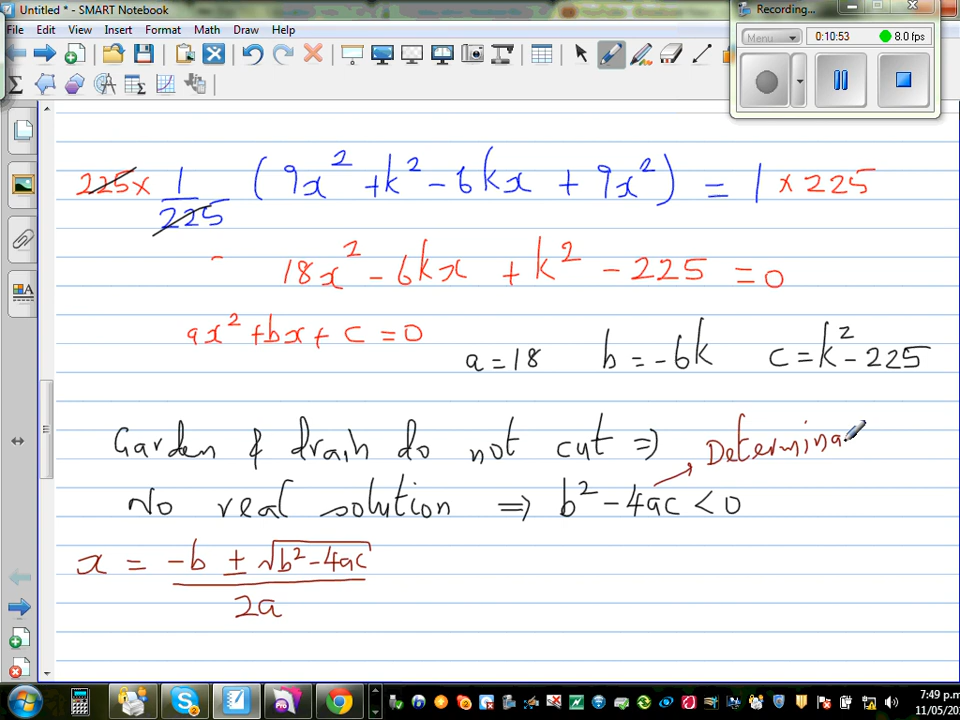 Untitled * - SMART Notebook
Recording...
File Edit View Insert Format Math Draw Help
Menu 0:10:53 8.0 fps
225 × 1/225 (9x² + k² - 6kx + 9x²) = 1 × 225
18x² - 6kx + k² - 225 = 0
ax² + bx + c = 0
a = 18 b = -6k c = k² - 225
Garden & drain do not cut ⇒ Determina
No real solution ⇒ b² - 4ac < 0
x = -b ± √b² - 4ac
2a
7:49 p.m
11/05/20